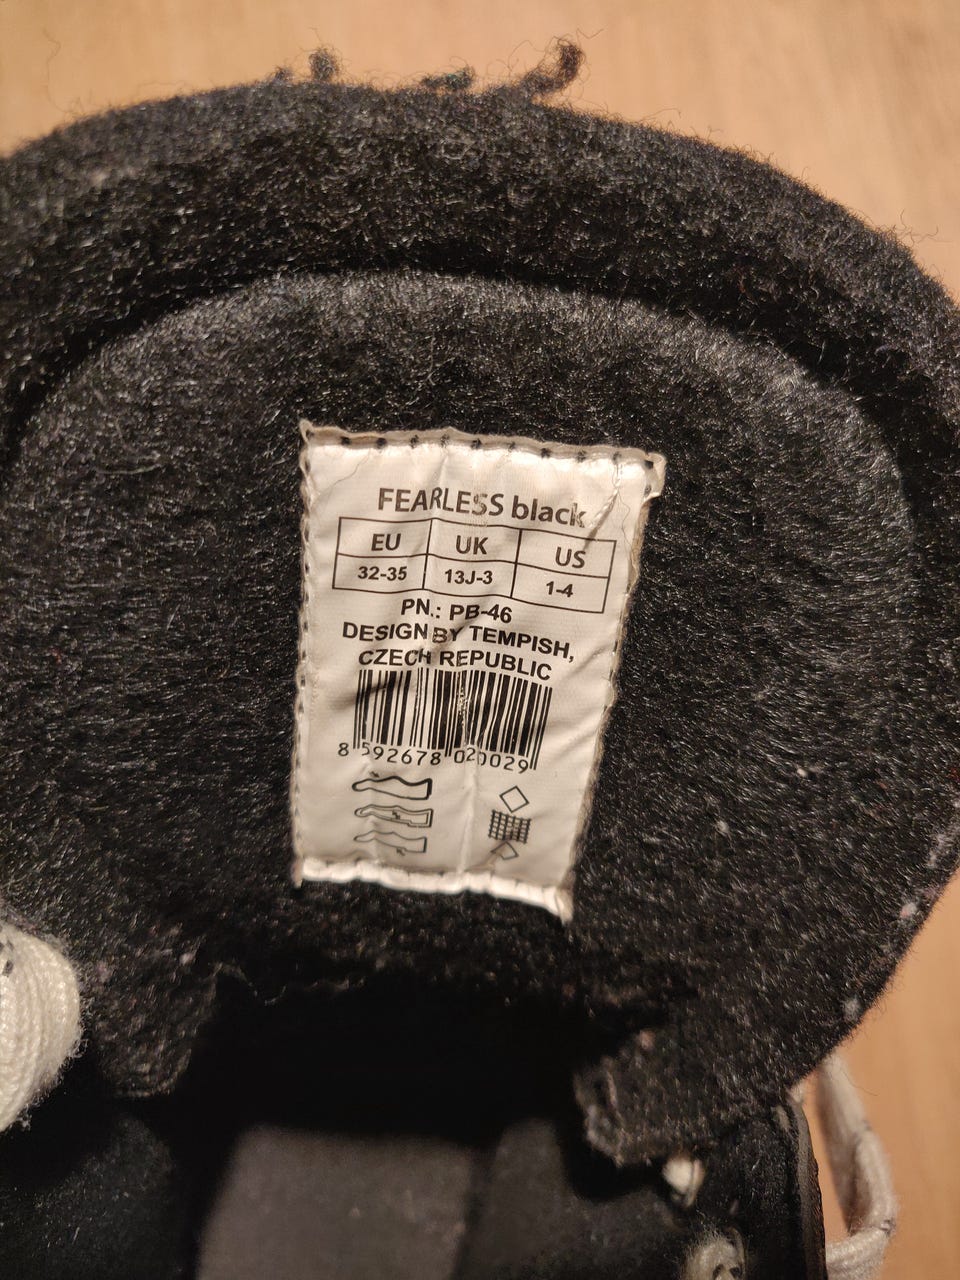 FEARLESS black
EU UK US
32-35 13J-3 1-4
PN.: PB-46
DESIGN BY TEMPISH,
CZECH REPUBLIC
8 592678 020029